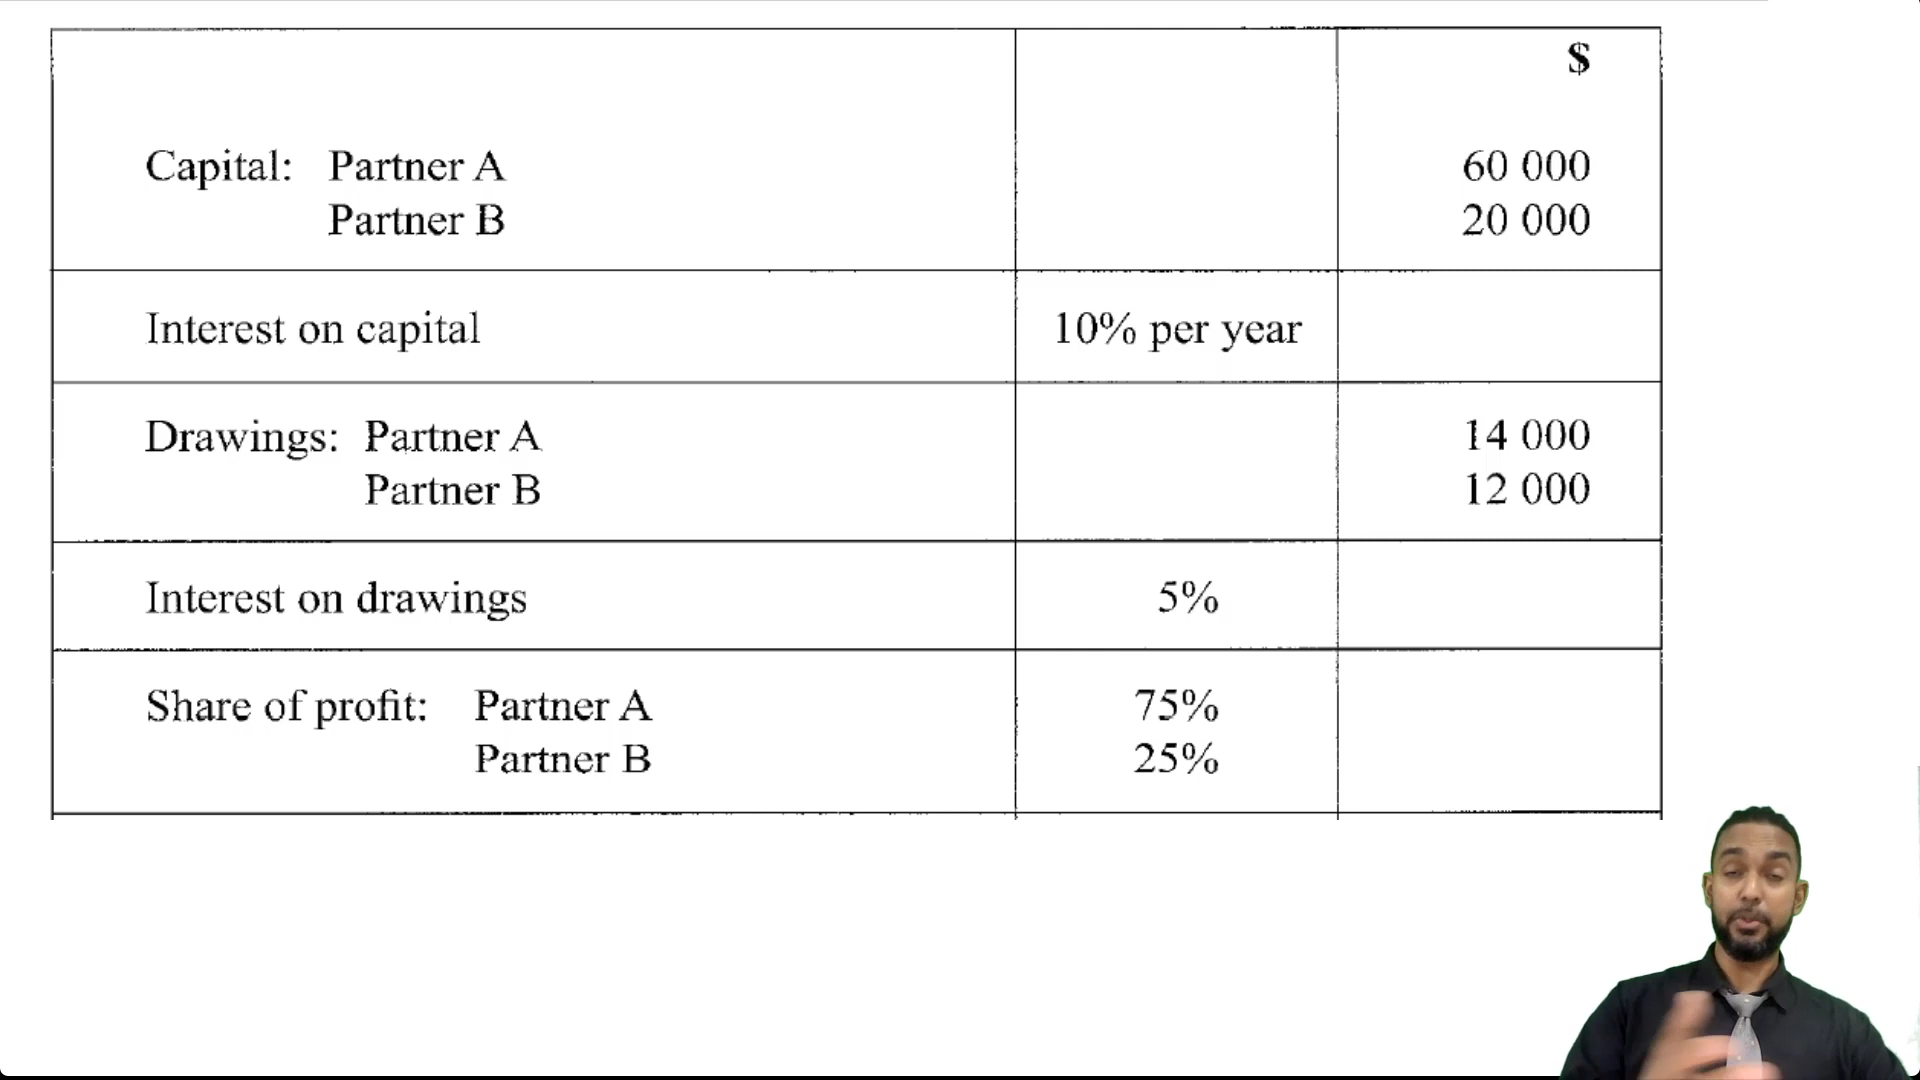 $
Capital: Partner A 60 000
Partner B 20 000
Interest on capital 10% per year
Drawings: Partner A 14 000
Partner B 12 000
Interest on drawings 5%
Share of profit: Partner A 75%
Partner B 25%